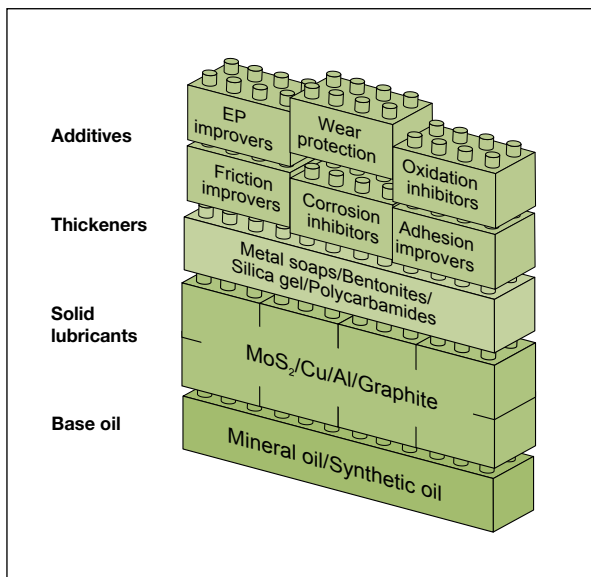 Additives
EP
improvers
Wear
protection
Oxidation
inhibitors
Friction
improvers
Corrosion
inhibitors
Adhesion
improvers
Thickeners
Metal soaps/Bentonites/
Silica gel/Polycarbamides
Solid
lubricants
MoS₂/Cu/Al/Graphite
Base oil
Mineral oil/Synthetic oil